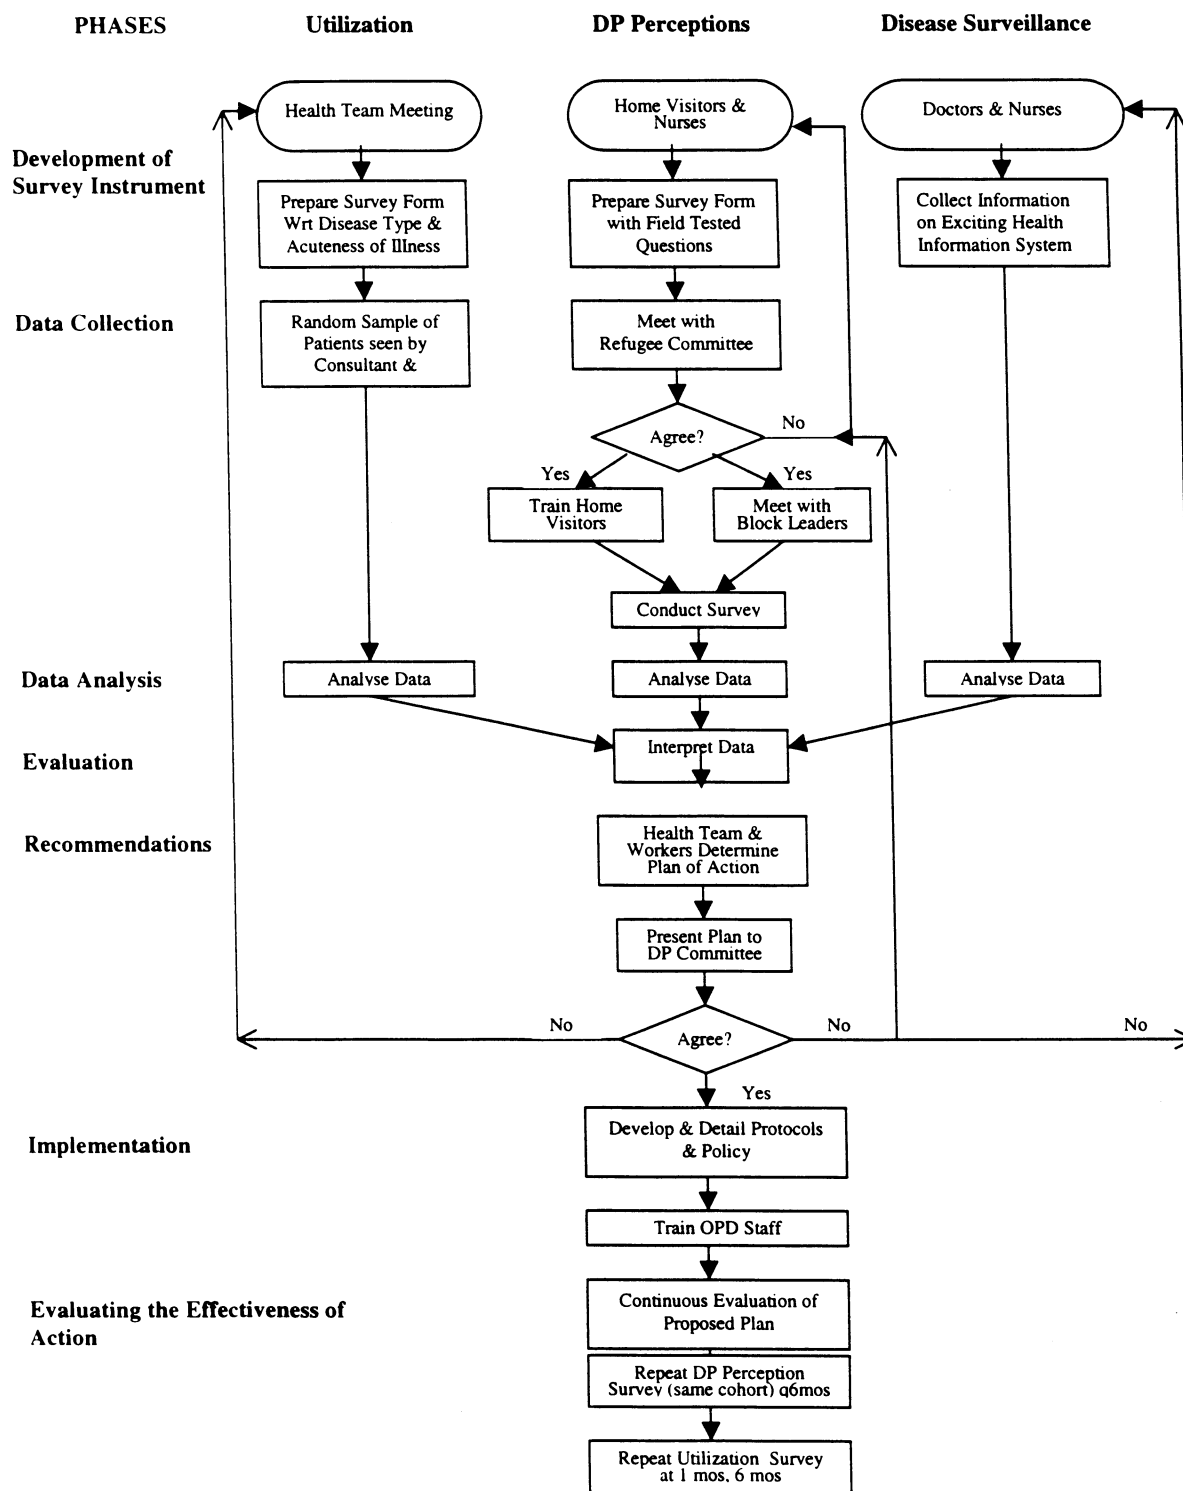 PHASES
Utilization
DP Perceptions
Disease Surveillance
Health Team Meeting
Home Visitors &
Nurses
Doctors & Nurses
Development of
Survey Instrument
Prepare Survey Form
Wrt Disease Type &
Acuteness of Illness
Prepare Survey Form
with Field Tested
Questions
Collect Information
on Exciting Health
Information System
Data Collection
Random Sample of
Patients seen by
Consultant &
Meet with
Refugee Committee
Agree?
No
Yes
Yes
Train Home
Visitors
Meet with
Block Leaders
Conduct Survey
Data Analysis
Analyse Data
Analyse Data
Analyse Data
Evaluation
Interpret Data
Recommendations
Health Team &
Workers Determine
Plan of Action
Present Plan to
DP Committee
No
Agree?
No
No
Yes
Implementation
Develop & Detail Protocols
& Policy
Train OPD Staff
Evaluating the Effectiveness of
Action
Continuous Evaluation of
Proposed Plan
Repeat DP Perception
Survey (same cohort) q6mos
Repeat Utilization Survey
at 1 mos, 6 mos